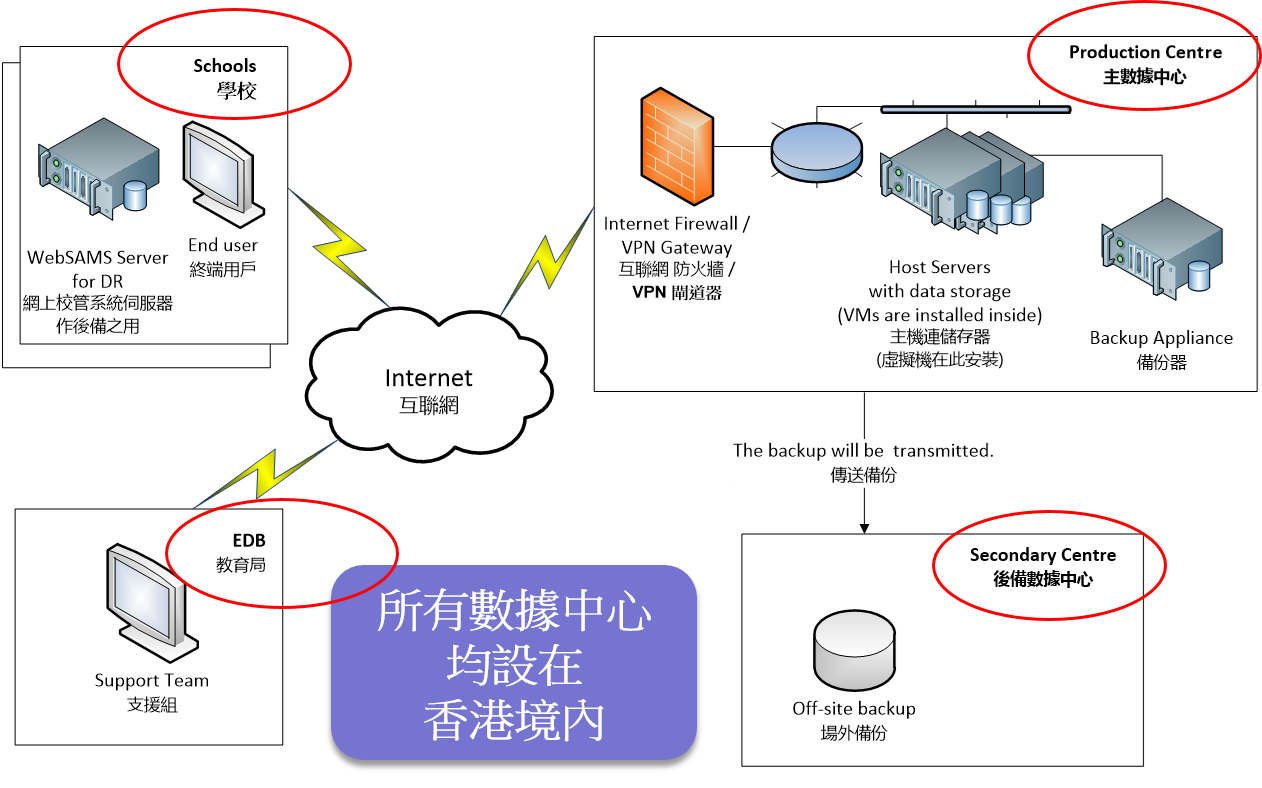 Schools
學校
WebSAMS Server
for DR
網上校管系統伺服器
作後備之用
End user
終端用戶
Production Centre
主數據中心
Internet Firewall /
VPN Gateway
互聯網 防火牆 /
VPN 閘道器
Host Servers
with data storage
(VMs are installed inside)
主機連儲存器
(虛擬機在此安裝)
Backup Appliance
備份器
Internet
互聯網
The backup will be  transmitted.
傳送備份
EDB
教育局
Support Team
支援組
所有數據中心
均設在
香港境內
Secondary Centre
後備數據中心
Off-site backup
場外備份